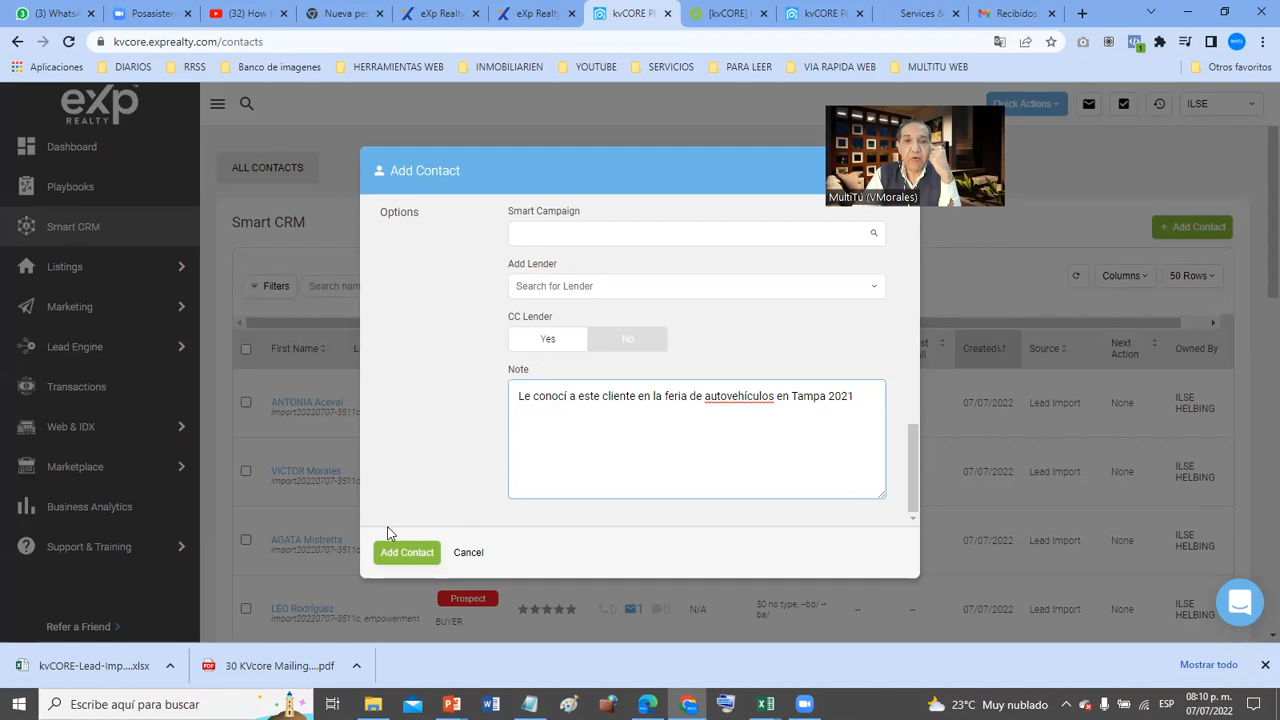 (3) Whats
Zacapoax
(32) How t
Nueva pes
eXp Realt
eXp Realty
kvCORE
[kvCORE] I
kvCORE Pl
Services &
Recibidos
kvcore.exprealty.com/contacts
Aplicaciones
DIARIOS
RRSS
Banco de imagenes
HERRAMIENTAS WEB
INMOBILIARIEN
YOUTUBE
SERVICIOS
PARA LEER
VIA RAPIDA WEB
MULTITU WEB
Otros favoritos
exp
REALTY
Quick Actions
ILSE
Dashboard
Playbooks
Smart CRM
Listings
Marketing
Lead Engine
Transactions
Web & IDX
Marketplace
Business Analytics
Support & Training
Refer a Friend
ALL CONTACTS
Smart CRM
+ Add Contact
Filters
Search nam
Columns
50 Rows
First Name
Created
Source
Next
Action
Owned By
ANTONIA Aceval
import20220707-3511c,
07/07/2022
Lead Import
None
ILSE
HELBING
VICTOR Morales
import20220707-3511c,
07/07/2022
Lead Import
None
ILSE
HELBING
AGATA Mistretta
import20220707-3511c,
07/07/2022
Lead Import
None
ILSE
HELBING
LEO Rodríguez
import20220707-3511c, empowerment
Prospect
BUYER
0
1
0
N/A
$0 no type, --bd/ --
ba/
--
--
07/07/2022
Lead Import
None
ILSE
HELBING
Add Contact
Options
Smart Campaign
Add Lender
Search for Lender
CC Lender
Yes
No
Note
Le conocí a este cliente en la feria de autovehículos en Tampa 2021
Add Contact
Cancel
MultiTú (VMorales)
kvCORE-Lead-Imp....xlsx
30 KVcore Mailing....pdf
Mostrar todo
Escribe aquí para buscar
23°C Muy nublado
ESP
08:10 p. m.
07/07/2022